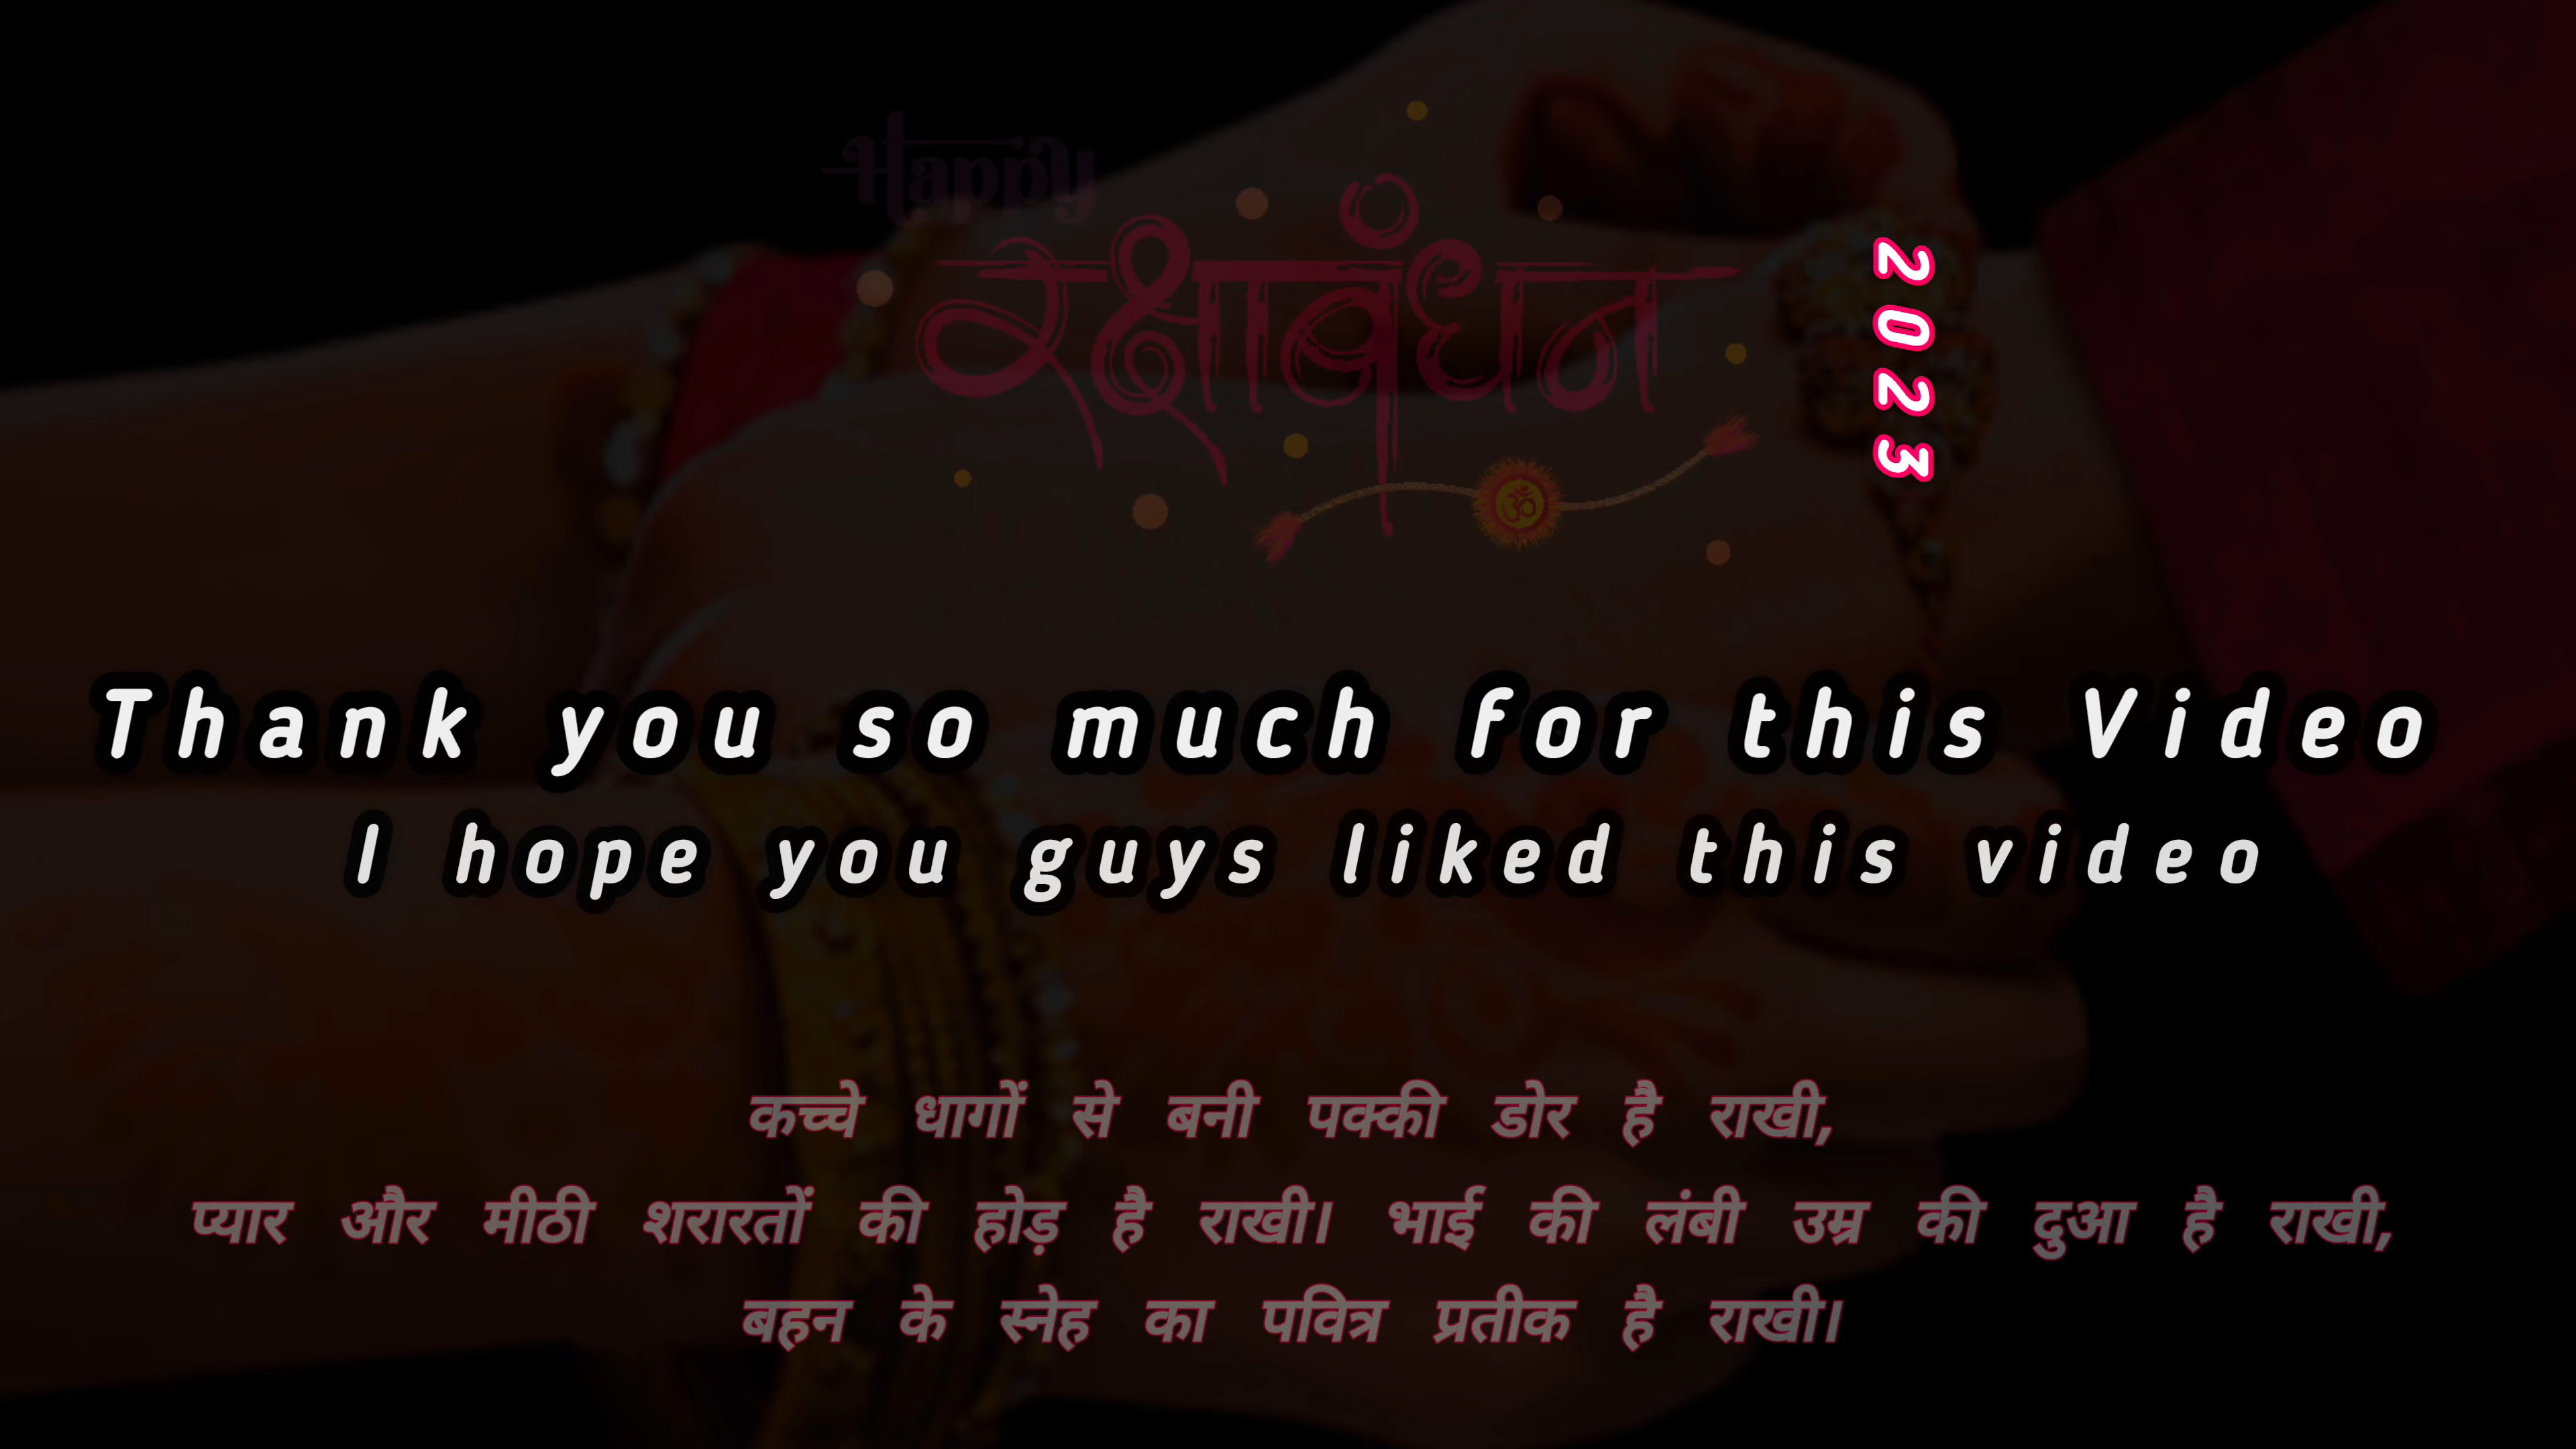 Happy
रक्षाबंधन
2023
Thank you so much for this Video
I hope you guys liked this video
कच्चे धागों से बनी पक्की डोर है राखी,
प्यार और मीठी शरारतों की होड़ है राखी। भाई की लंबी उम्र की दुआ है राखी,
बहन के स्नेह का पवित्र प्रतीक है राखी।